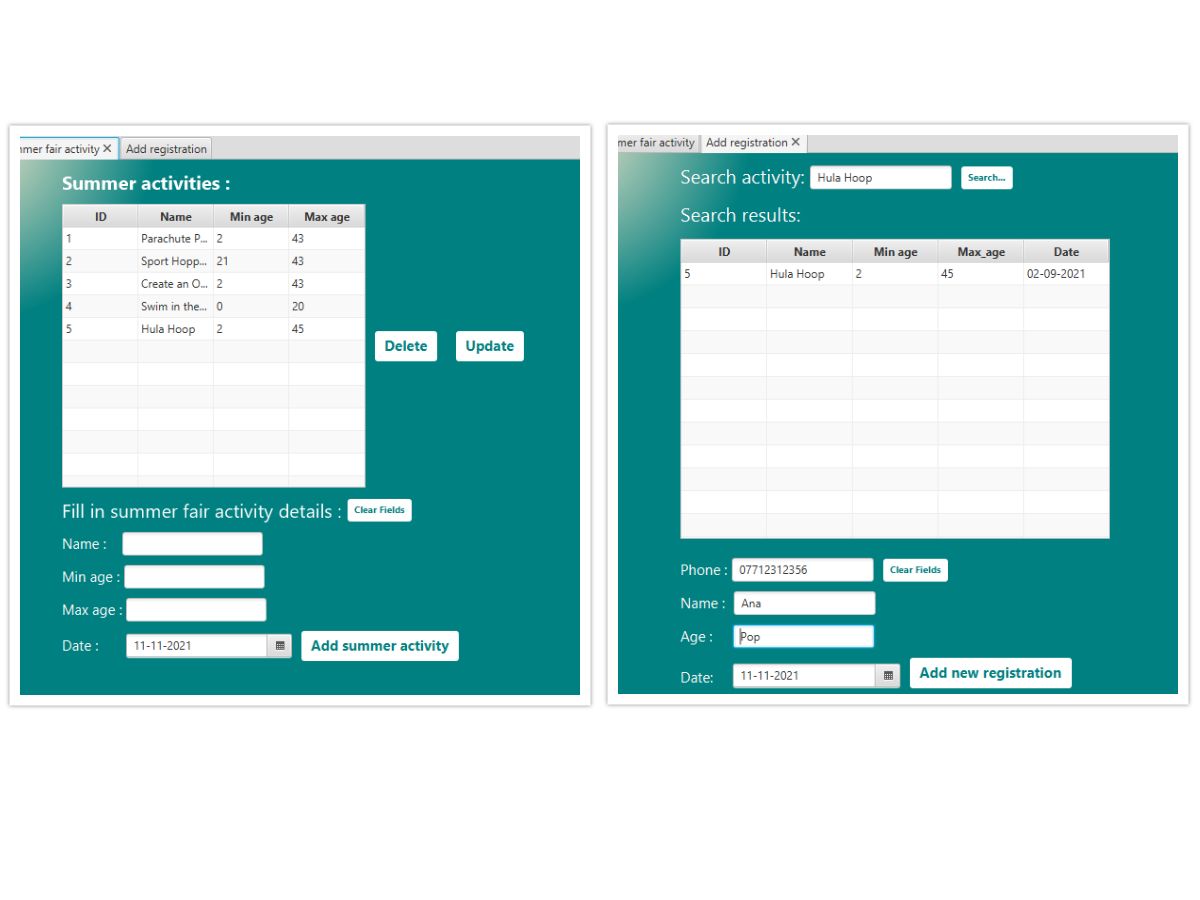 mer fair activity ✕ Add registration
Summer activities :
ID Name Min age Max age
1 Parachute P... 2 43
2 Sport Hopp... 21 43
3 Create an O... 2 43
4 Swim in the... 0 20
5 Hula Hoop 2 45
Delete Update
Fill in summer fair activity details : Clear Fields
Name :
Min age :
Max age :
Date : 11-11-2021 Add summer activity
mer fair activity Add registration ✕
Search activity: Hula Hoop Search...
Search results:
ID Name Min age Max_age Date
5 Hula Hoop 2 45 02-09-2021
Phone : 07712312356 Clear Fields
Name : Ana
Age : Pop
Date: 11-11-2021 Add new registration